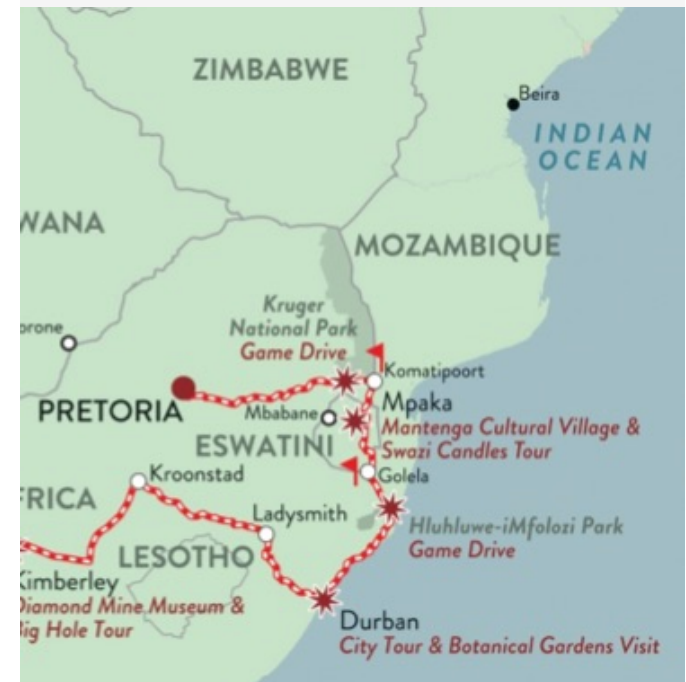 ZIMBABWE
Beira
INDIAN
OCEAN
WANA
MOZAMBIQUE
Kruger
National Park
Game Drive
orone
Komatipoort
PRETORIA
Mbabane
Mpaka
Mantenga Cultural Village &
Swazi Candles Tour
ESWATINI
Golela
Kroonstad
FRICA
Ladysmith
Hluhluwe-iMfolozi Park
Game Drive
LESOTHO
Kimberley
Diamond Mine Museum &
Big Hole Tour
Durban
City Tour & Botanical Gardens Visit